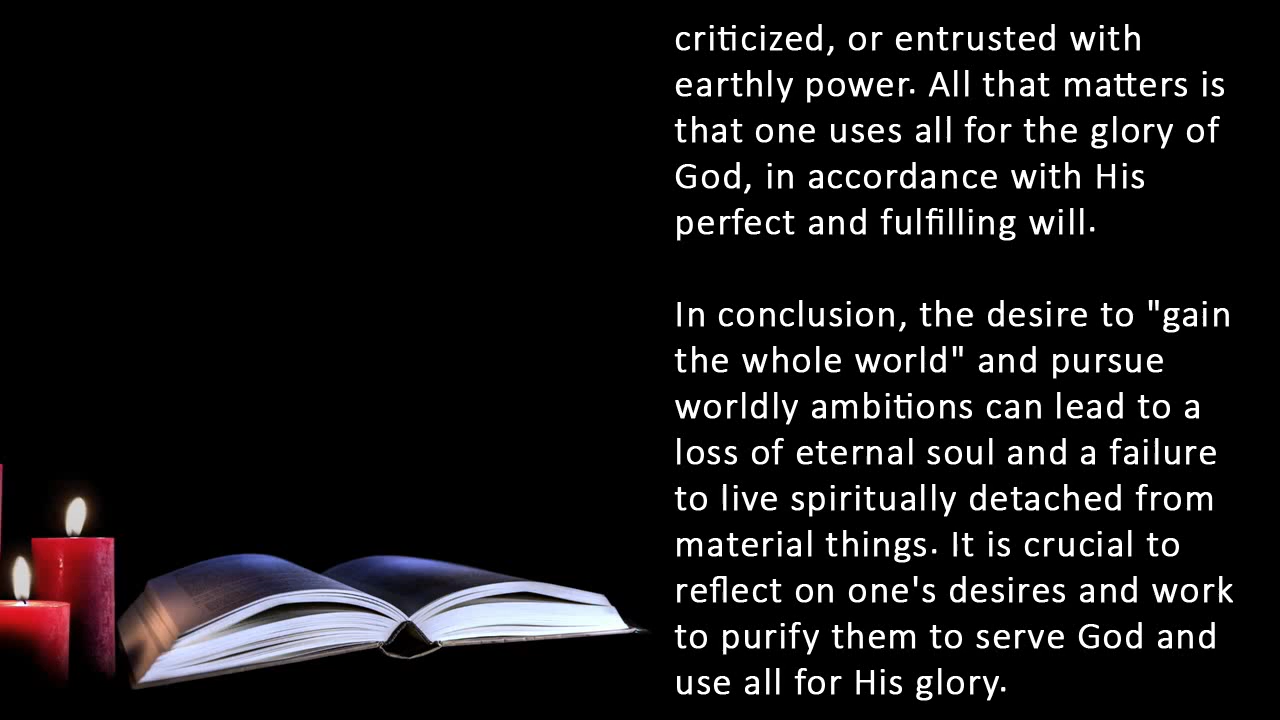 criticized, or entrusted with
earthly power. All that matters is
that one uses all for the glory of
God, in accordance with His
perfect and fulfilling will.
In conclusion, the desire to "gain
the whole world" and pursue
worldly ambitions can lead to a
loss of eternal soul and a failure
to live spiritually detached from
material things. It is crucial to
reflect on one's desires and work
to purify them to serve God and
use all for His glory.